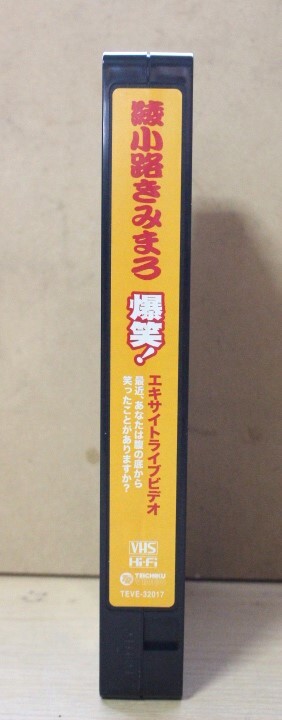 綾小路きみまろ
爆笑!
エキサイトライブビデオ
最近、あなたは腹の底から
笑ったことがありますか?
VHS
Hi-Fi
TEICHIKU
TEVE-32017